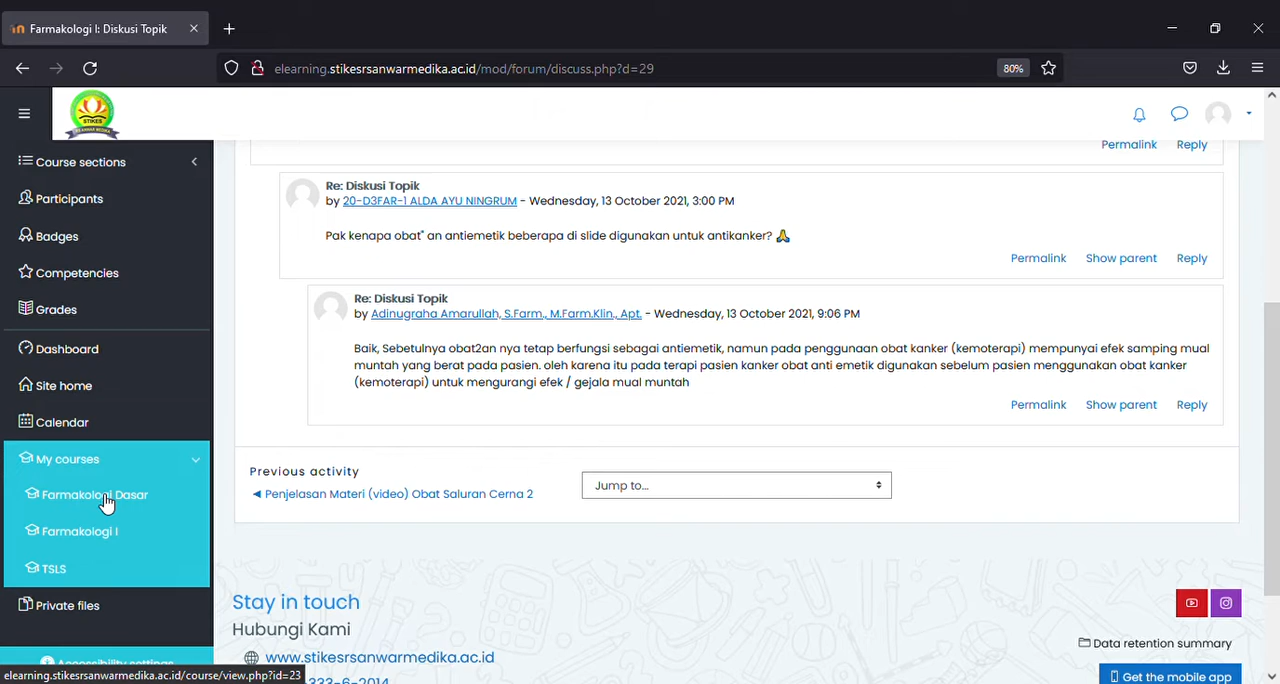 Farmakologi I: Diskusi Topik
elearning.stikesrsanwarmedika.ac.id/mod/forum/discuss.php?d=29
80%
STIKES
Course sections
Participants
Badges
Competencies
Grades
Dashboard
Site home
Calendar
My courses
Farmakologi Dasar
Farmakologi I
TSLS
Private files
Accessibility settings
elearning.stikesrsanwarmedika.ac.id/course/view.php?id=23
Permalink Reply
Re: Diskusi Topik
by 20-D3FAR-1 ALDA AYU NINGRUM - Wednesday, 13 October 2021, 3:00 PM
Pak kenapa obat" an antiemetik beberapa di slide digunakan untuk antikanker? 🙏
Permalink Show parent Reply
Re: Diskusi Topik
by Adinugraha Amarullah, S.Farm., M.Farm.Klin., Apt. - Wednesday, 13 October 2021, 9:06 PM
Baik, Sebetulnya obat2an nya tetap berfungsi sebagai antiemetik, namun pada penggunaan obat kanker (kemoterapi) mempunyai efek samping mual
muntah yang berat pada pasien. oleh karena itu pada terapi pasien kanker obat anti emetik digunakan sebelum pasien menggunakan obat kanker
(kemoterapi) untuk mengurangi efek / gejala mual muntah
Permalink Show parent Reply
Previous activity
◀ Penjelasan Materi (video) Obat Saluran Cerna 2
Jump to...
Stay in touch
Hubungi Kami
www.stikesrsanwarmedika.ac.id
333-6-2014
Data retention summary
Get the mobile app